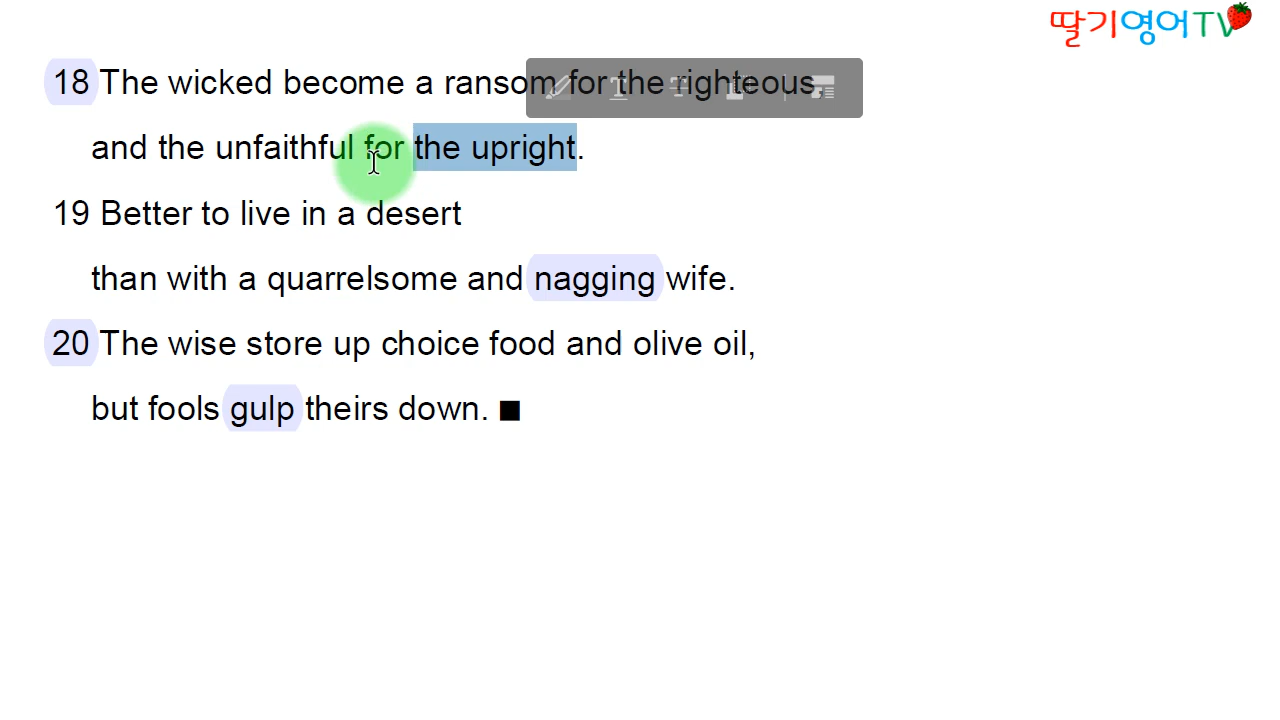 딸기영어TV
18 The wicked become a ransom for the righteous,
and the unfaithful for the upright.
19 Better to live in a desert
than with a quarrelsome and nagging wife.
20 The wise store up choice food and olive oil,
but fools gulp theirs down. ■